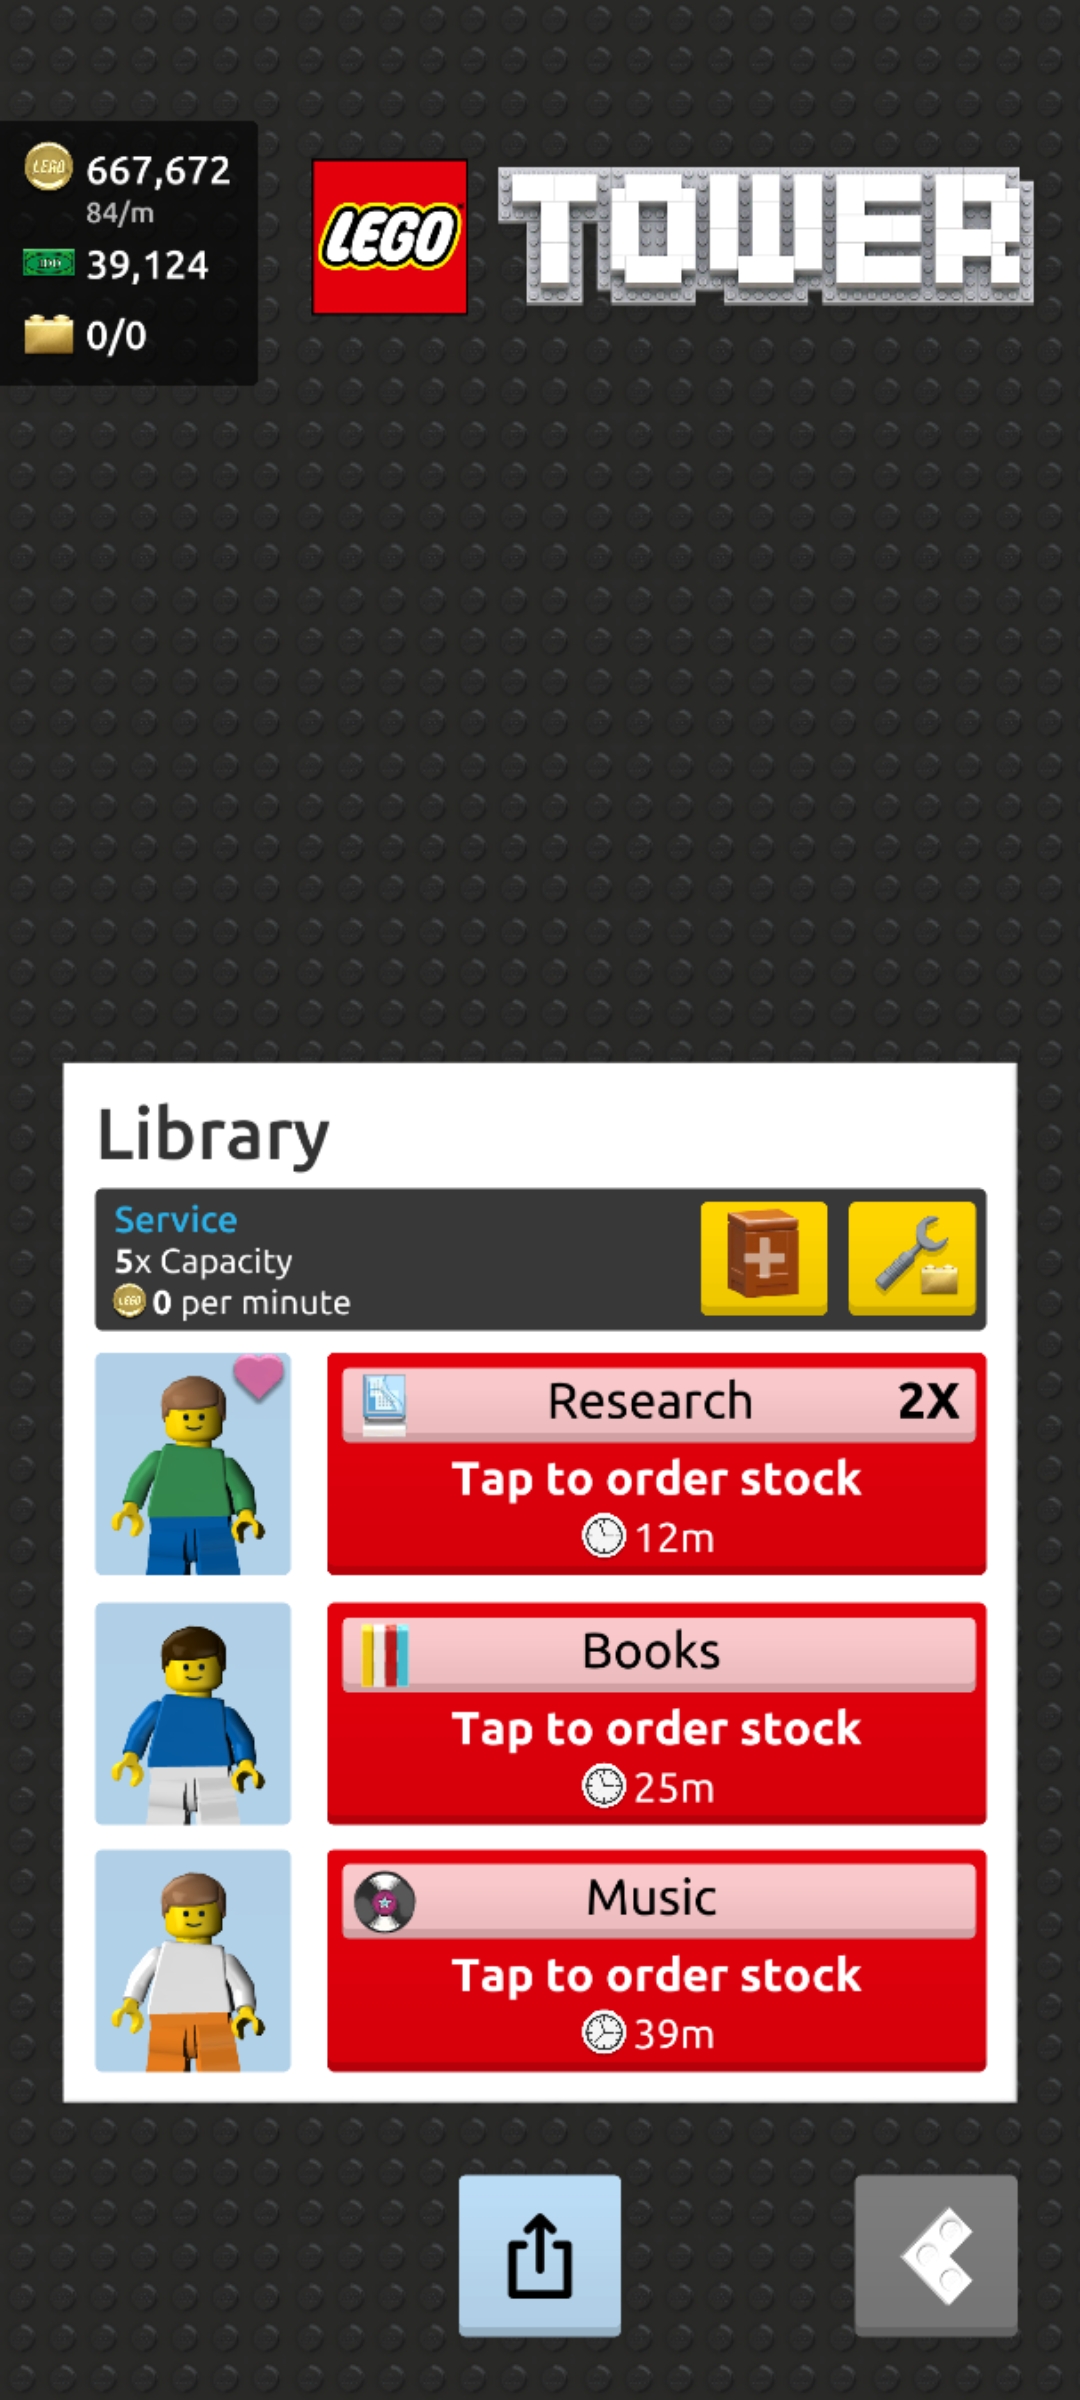 667,672
84/m
39,124
0/0
LEGO
TOWER
Library
Service
5x Capacity
0 per minute
Research 2X
Tap to order stock
12m
Books
Tap to order stock
25m
Music
Tap to order stock
39m